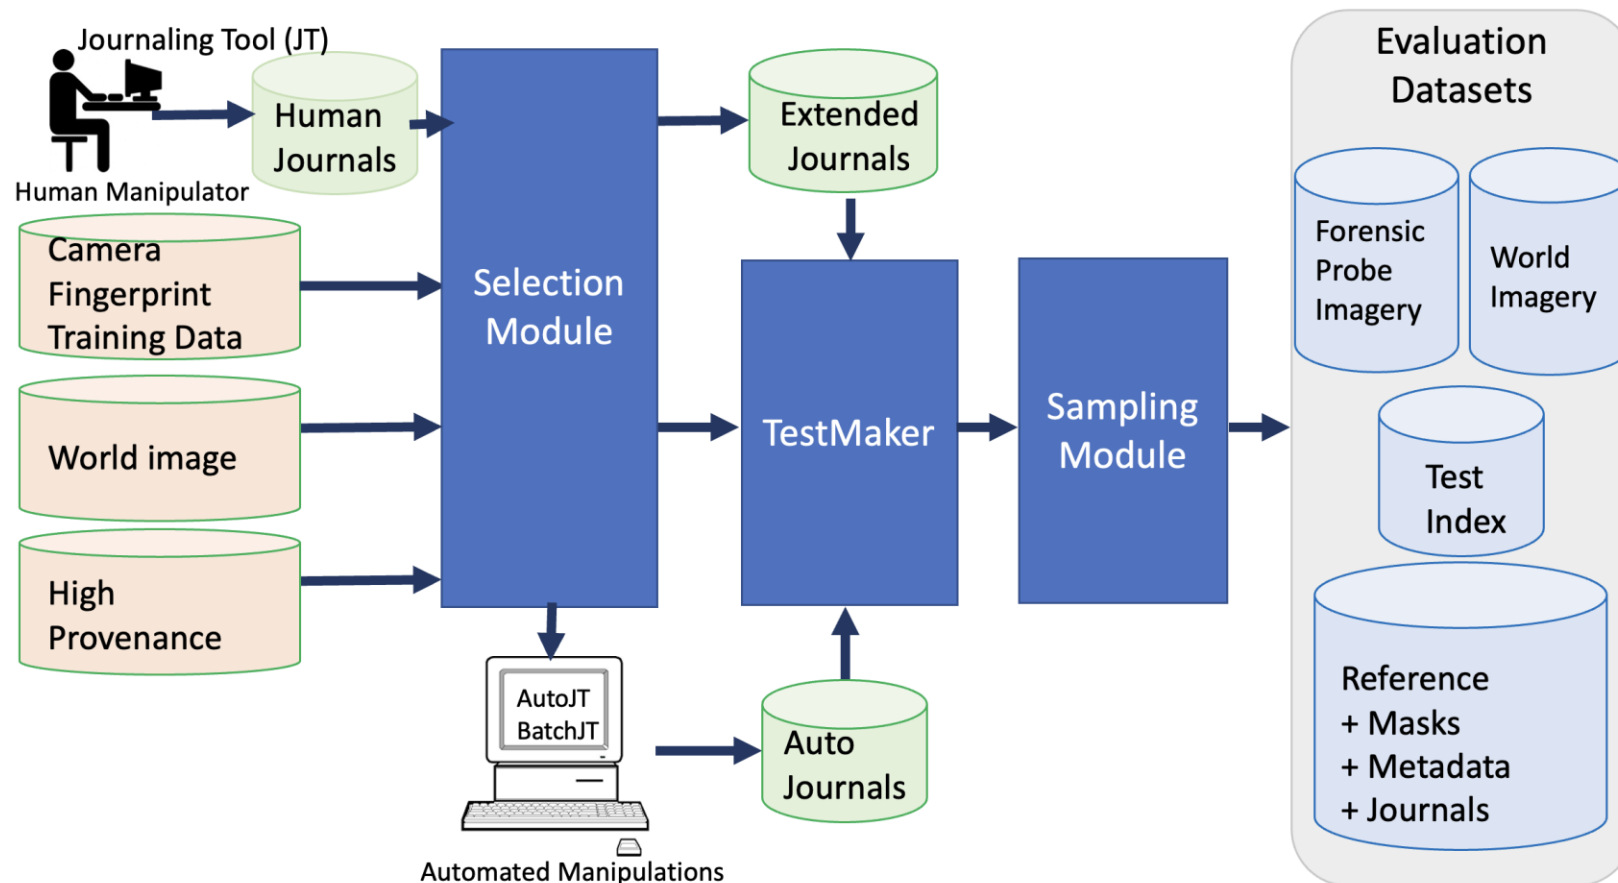 Journaling Tool (JT)
Human
Journals
Human Manipulator
Camera
Fingerprint
Training Data
World image
High
Provenance
Selection
Module
AutoJT
BatchJT
Automated Manipulations
Extended
Journals
TestMaker
Auto
Journals
Sampling
Module
Evaluation
Datasets
Forensic
Probe
Imagery
World
Imagery
Test
Index
Reference
+ Masks
+ Metadata
+ Journals